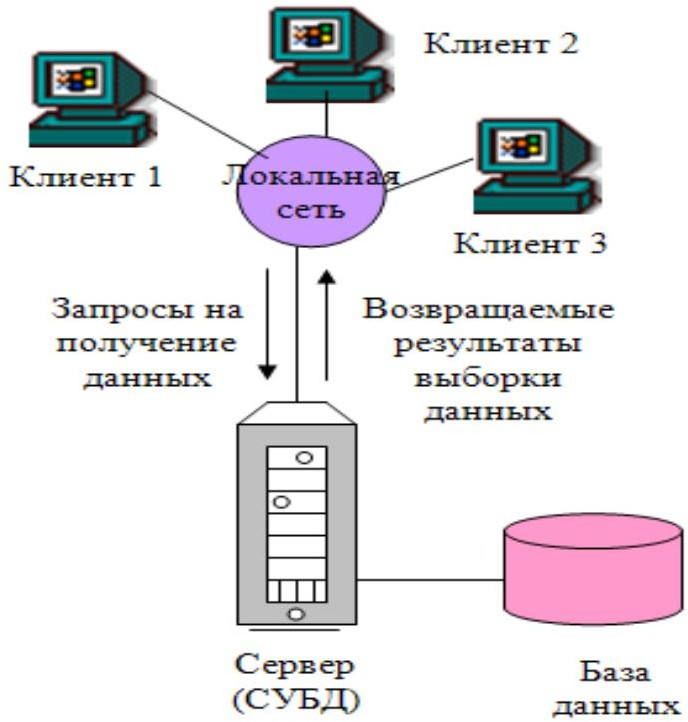 Клиент 2
Клиент 1
Локальная
сеть
Клиент 3
Запросы на
получение
данных
Возвращаемые
результаты
выборки
данных
Сервер
(СУБД)
База
данных